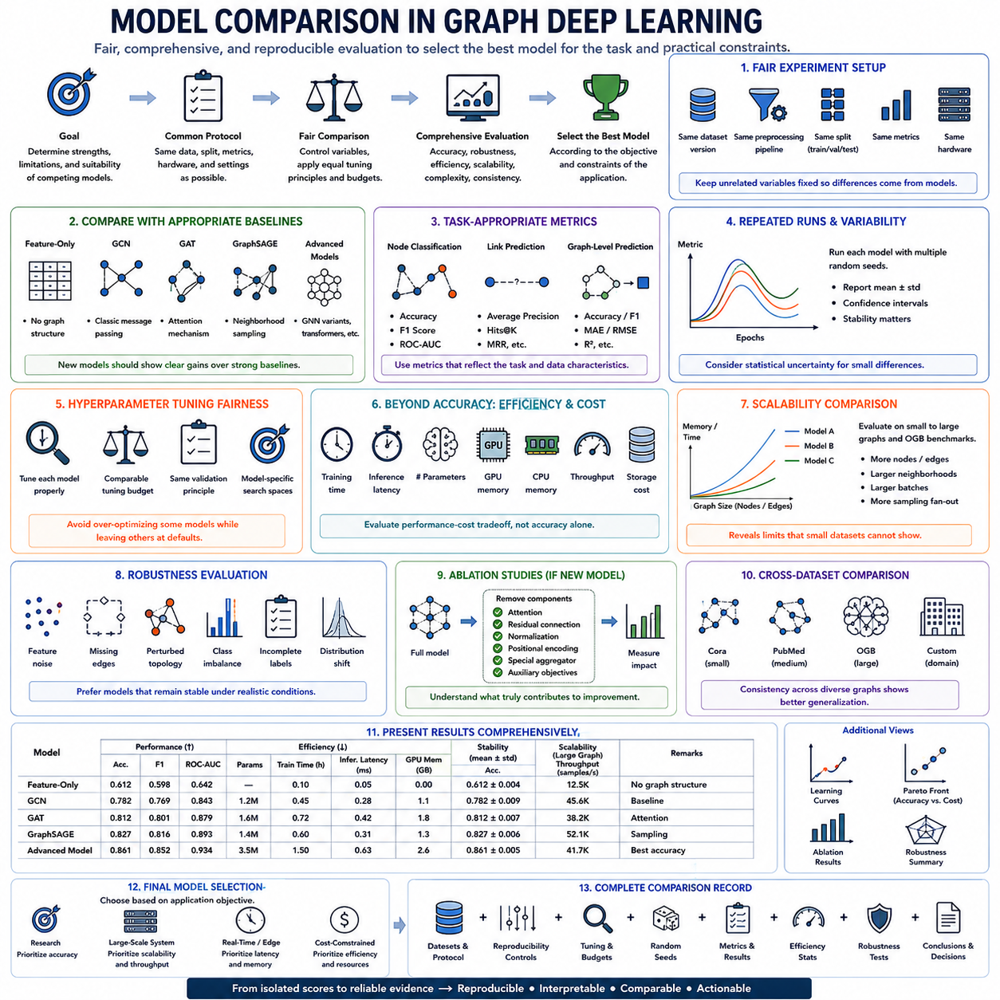 MODEL COMPARISON IN GRAPH DEEP LEARNING
Fair, comprehensive, and reproducible evaluation to select the best model for the task and practical constraints.
Goal
Determine strengths,
limitations, and suitability
of competing models.
Common Protocol
Same data, split, metrics,
hardware, and settings
as possible.
Fair Comparison
Control variables,
apply equal tuning
principles and budgets.
Comprehensive Evaluation
Accuracy, robustness,
efficiency, scalability,
complexity, consistency.
Select the Best Model
According to the objective
and constraints of the
application.
1. FAIR EXPERIMENT SETUP
Same dataset
version
Same preprocessing
pipeline
Same split
(train/val/test)
Same metrics
Same
hardware
Keep unrelated variables fixed so differences come from models.
2. COMPARE WITH APPROPRIATE BASELINES
Feature-Only
GCN
GAT
GraphSAGE
Advanced
Models
• No graph
structure
• Classic message
passing
• Attention
mechanism
• Neighborhood
sampling
• GNN variants,
transformers, etc.
New models should show clear gains over strong baselines.
3. TASK-APPROPRIATE METRICS
Node Classification
• Accuracy
• F1 Score
• ROC-AUC
Link Prediction
?
• Average Precision
• Hits@K
• MRR, etc.
Graph-Level Prediction
• Accuracy / F1
• MAE / RMSE
• R², etc.
Use metrics that reflect the task and data characteristics.
4. REPEATED RUNS & VARIABILITY
Metric
Epochs
Run each model with multiple
random seeds.
• Report mean ± std
• Confidence intervals
• Stability matters
Consider statistical uncertainty for small differences.
5. HYPERPARAMETER TUNING FAIRNESS
Tune each model
properly
Comparable
tuning budget
Same validation
principle
Model-specific
search spaces
Avoid over-optimizing some models while
leaving others at defaults.
6. BEYOND ACCURACY: EFFICIENCY & COST
Training
time
Inference
latency
# Parameters
GPU
GPU
memory
CPU
memory
Throughput
Storage
cost
Evaluate performance-cost tradeoff, not accuracy alone.
7. SCALABILITY COMPARISON
Memory /
Time
Model A
Model B
Model C
Graph Size (Nodes / Edges)
Evaluate on small to large
graphs and OGB benchmarks.
• More nodes / edges
• Larger neighborhoods
• Larger batches
• More sampling fan-out
Reveals limits that small datasets cannot show.
8. ROBUSTNESS EVALUATION
Feature
noise
Missing
edges
Perturbed
topology
Class
imbalance
Incomplete
labels
Distribution
shift
Prefer models that remain stable under realistic conditions.
9. ABLATION STUDIES (IF NEW MODEL)
Full model
Remove components
Attention
Residual connection
Normalization
Positional encoding
Special aggregator
Auxiliary objectives
Measure
impact
Understand what truly contributes to improvement.
10. CROSS-DATASET COMPARISON
Cora
(small)
PubMed
(medium)
OGB
(large)
Custom
(domain)
Consistency across diverse graphs shows
better generalization.
11. PRESENT RESULTS COMPREHENSIVELY.
Model Performance (↑) Efficiency (↓) Stability (mean ± std) Scalability (Large Graph) Throughput (samples/s) Remarks
Acc. F1 ROC-AUC Params Train Time (h) Infer. Latency (ms) GPU Mem (GB) Acc.
Feature-Only 0.612 0.598 0.642 — 0.10 0.05 0.00 0.612 ± 0.004 12.5K No graph structure
GCN 0.782 0.769 0.843 1.2M 0.45 0.28 1.1 0.782 ± 0.009 45.6K Baseline
GAT 0.812 0.801 0.879 1.6M 0.72 0.42 1.8 0.812 ± 0.007 38.2K Attention
GraphSAGE 0.827 0.816 0.893 1.4M 0.60 0.31 1.3 0.827 ± 0.006 52.1K Sampling
Advanced Model 0.861 0.852 0.934 3.5M 1.50 0.63 2.6 0.861 ± 0.005 41.7K Best accuracy
Additional Views
Learning
Curves
Pareto Front
(Accuracy vs. Cost)
Ablation
Results
Robustness
Summary
12. FINAL MODEL SELECTION-
Choose based on application objective.
Research
Prioritize accuracy
Large-Scale System
Prioritize scalability
and throughput
Real-Time / Edge
Prioritize latency
and memory
$
Cost-Constrained
Prioritize efficiency
and resources
13. COMPLETE COMPARISON RECORD
Datesets &
Protocol
+
Reproducibility
Controls
+
Tuning &
Budgets
+
Random
Seeds
+
Metrics &
Results
+
Efficiency
Stats
+
Robustness
Tests
+
Conclusions &
Decisions
From isolated scores to reliable evidence → Reproducible • Interpretable • Comparable • Actionable